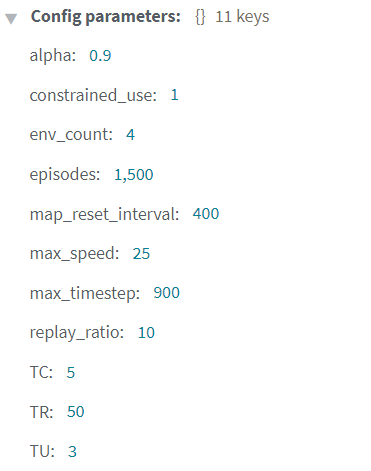 ▼ Config parameters: {} 11 keys
alpha: 0.9
constrained_use: 1
env_count: 4
episodes: 1,500
map_reset_interval: 400
max_speed: 25
max_timestep: 900
replay_ratio: 10
TC: 5
TR: 50
TU: 3